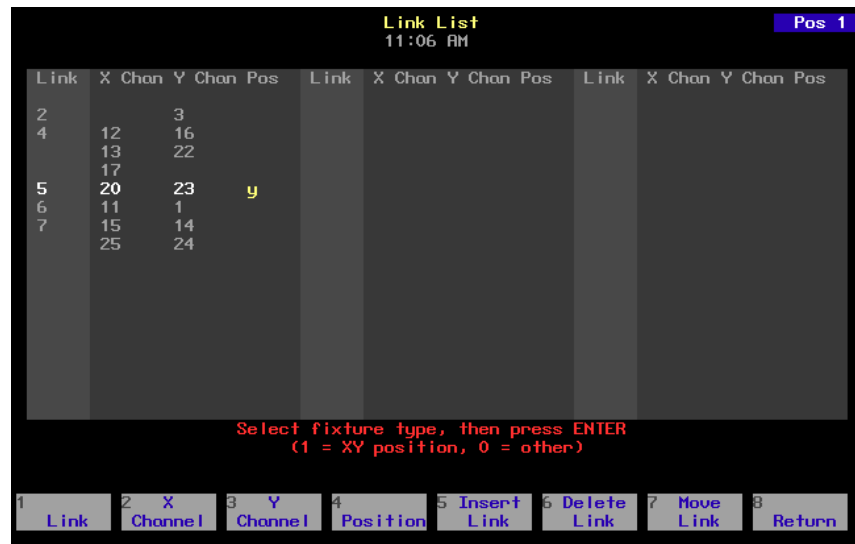 Link List
Pos 1
11:06 AM
Link X Chan Y Chan Pos Link X Chan Y Chan Pos Link X Chan Y Chan Pos
2 3
4 12 16
13 22
17
5 20 23 y
6 11 1
7 15 14
25 24
Select fixture type, then press ENTER
(1 = XY position, 0 = other)
1 Link
2 X Channel
3 Y Channel
4 Position
5 Insert Link
6 Delete Link
7 Move Link
8 Return